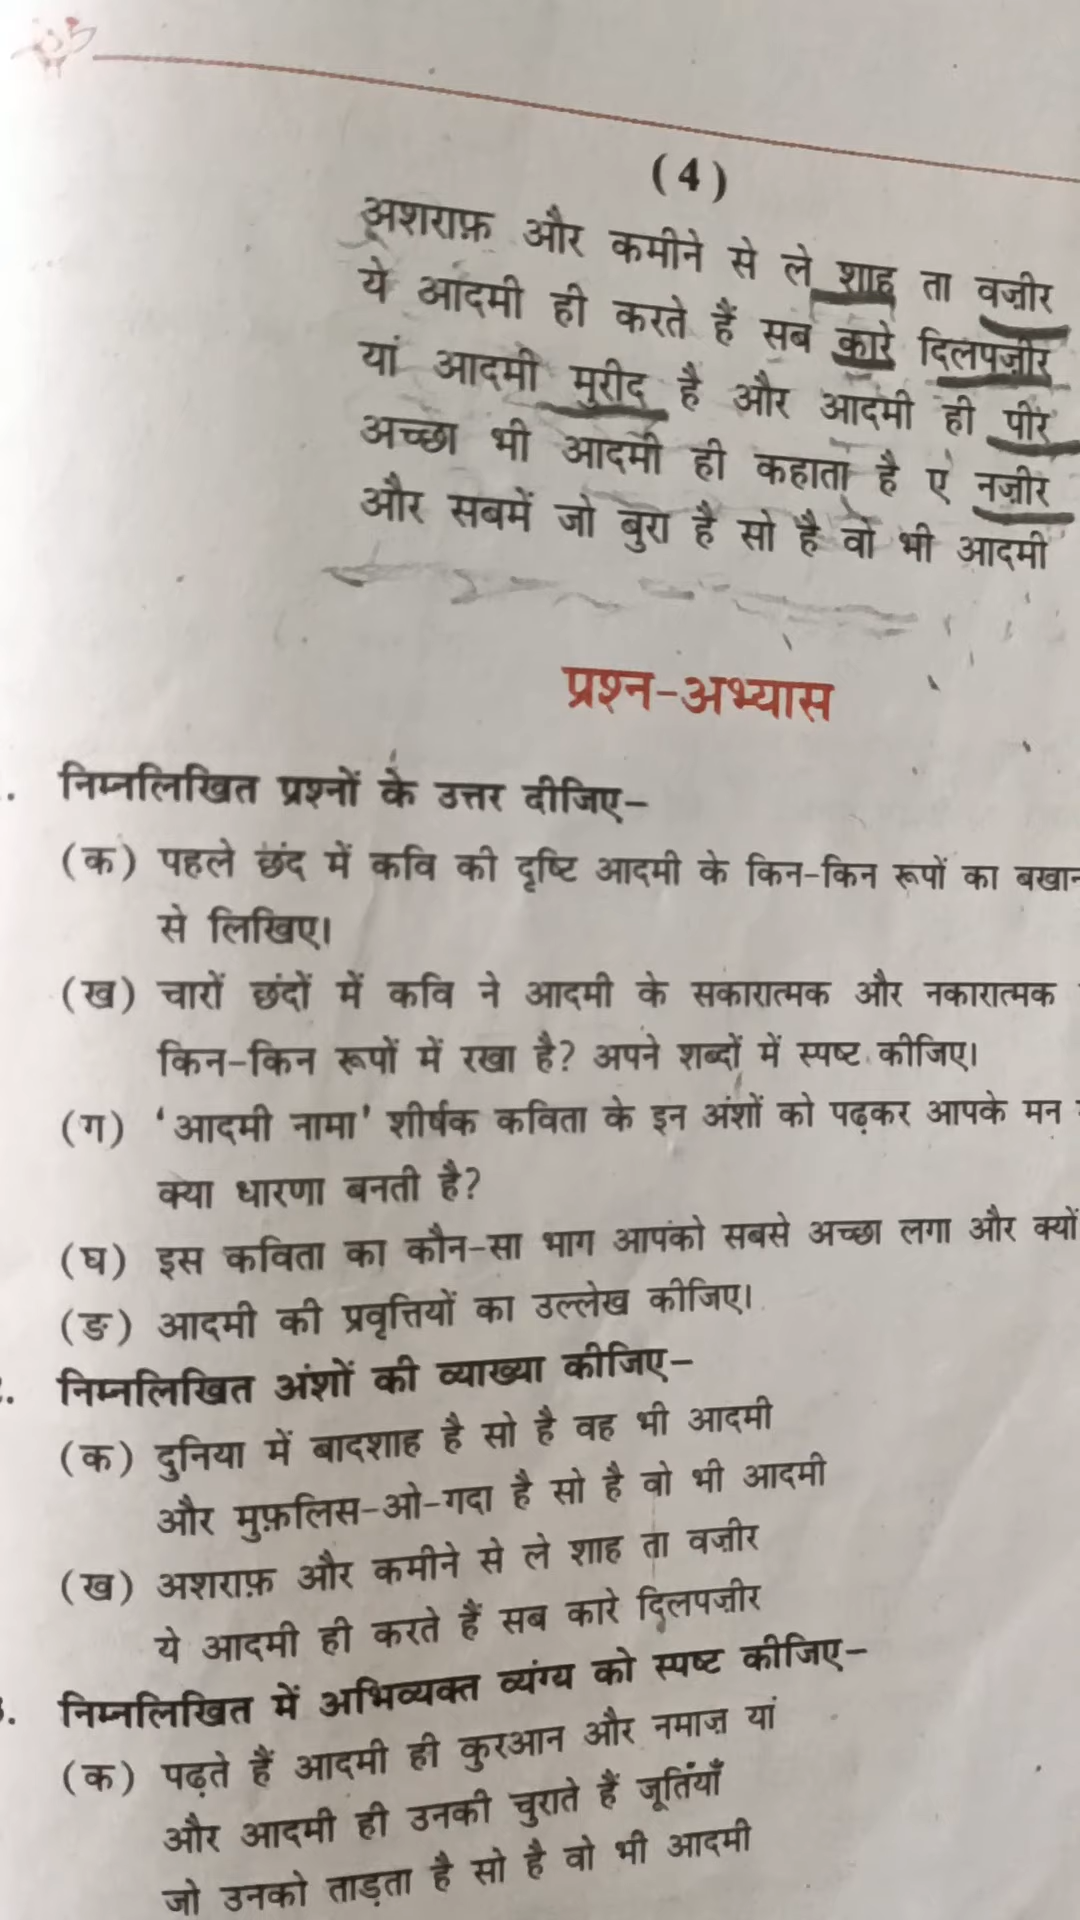 (4)
अशराफ़ और कमीने से ले शाह ता वज़ीर
ये आदमी ही करते हैं सब कारे दिलपज़ीर
यां आदमी मुरीद है और आदमी ही पीर
अच्छा भी आदमी ही कहाता है ए नज़ीर
और सबमें जो बुरा है सो है वो भी आदमी
प्रश्न-अभ्यास
निम्नलिखित प्रश्नों के उत्तर दीजिए–
(क) पहले छंद में कवि की दृष्टि आदमी के किन-किन रूपों का बखान
से लिखिए।
(ख) चारों छंदों में कवि ने आदमी के सकारात्मक और नकारात्मक
किन-किन रूपों में रखा है? अपने शब्दों में स्पष्ट कीजिए।
(ग) 'आदमी नामा' शीर्षक कविता के इन अंशों को पढ़कर आपके मन
क्या धारणा बनती है?
(घ) इस कविता का कौन-सा भाग आपको सबसे अच्छा लगा और क्यों
(ङ) आदमी की प्रवृत्तियों का उल्लेख कीजिए।
निम्नलिखित अंशों की व्याख्या कीजिए–
(क) दुनिया में बादशाह है सो है वह भी आदमी
और मुफ़लिस-ओ-गदा है सो है वो भी आदमी
(ख) अशराफ़ और कमीने से ले शाह ता वज़ीर
ये आदमी ही करते हैं सब कारे दिलपज़ीर
निम्नलिखित में अभिव्यक्त व्यंग्य को स्पष्ट कीजिए–
(क) पढ़ते हैं आदमी ही कुरआन और नमाज़ यां
और आदमी ही उनकी चुराते हैं जूतियाँ
जो उनको ताड़ता है सो है वो भी आदमी